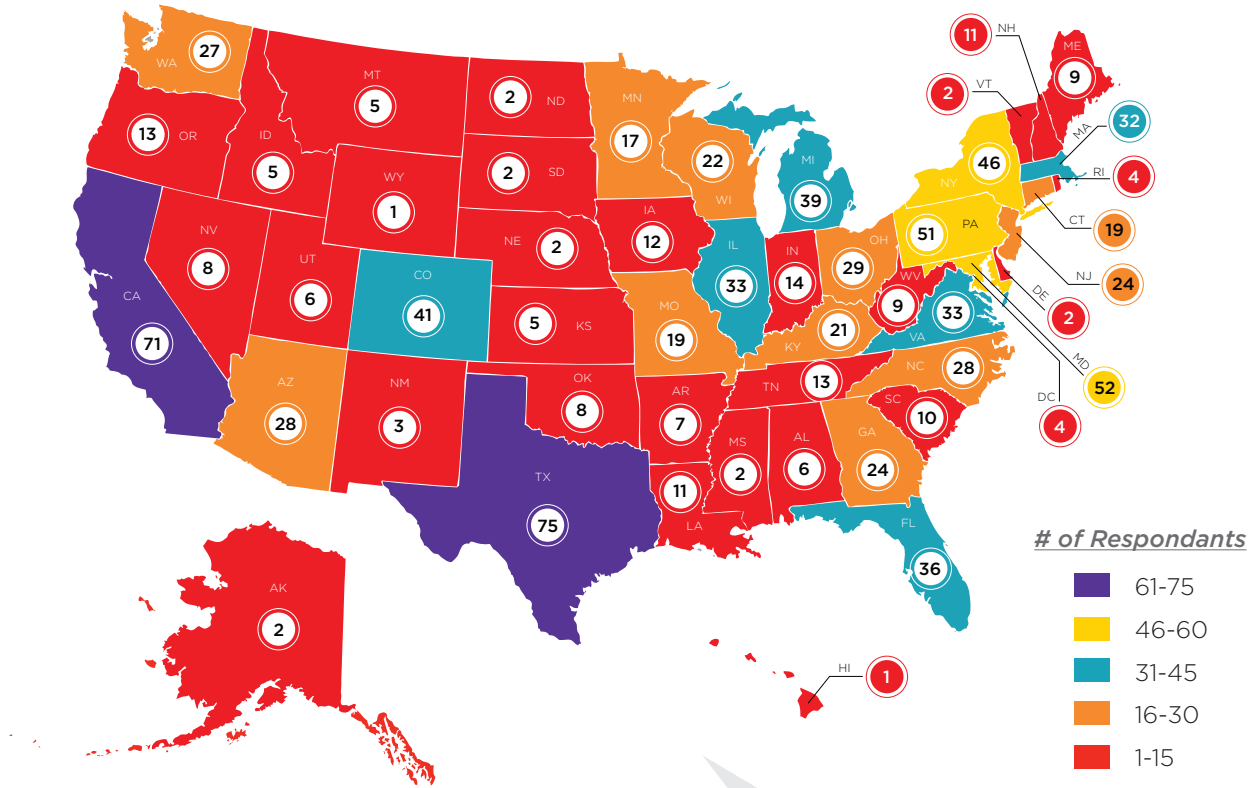 WA
27
MT
5
2
ND
MN
17
11
NH
ME
9
2
VT
MA
32
13
OR
ID
5
WY
1
2
SD
22
WI
MI
39
NY
46
RI
4
CT
19
NV
8
UT
6
CO
41
NE
2
IA
12
IL
33
IN
14
OH
29
51
PA
NJ
24
DE
2
CA
71
5
KS
MO
19
KY
21
WV
9
33
VA
MD
52
DC
4
AZ
28
NM
3
OK
8
AR
7
TN
13
NC
28
SC
10
TX
75
11
LA
MS
2
AL
6
GA
24
FL
36
AK
2
HI
1
# of Respondants
61-75
46-60
31-45
16-30
1-15